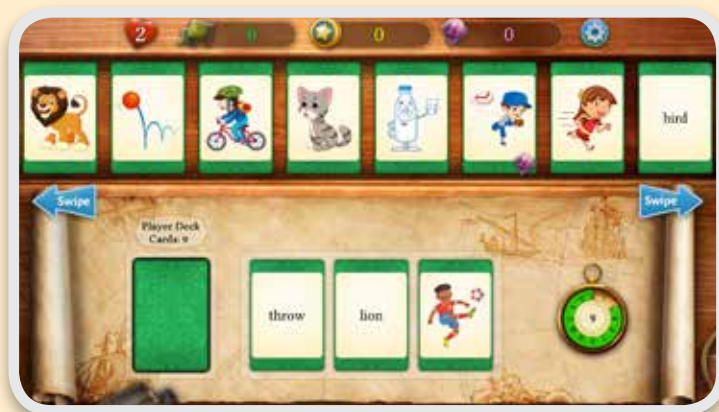 2
0
0
0
bird
Swipe
Swipe
Player Deck
Cards: 9
throw
lion
9